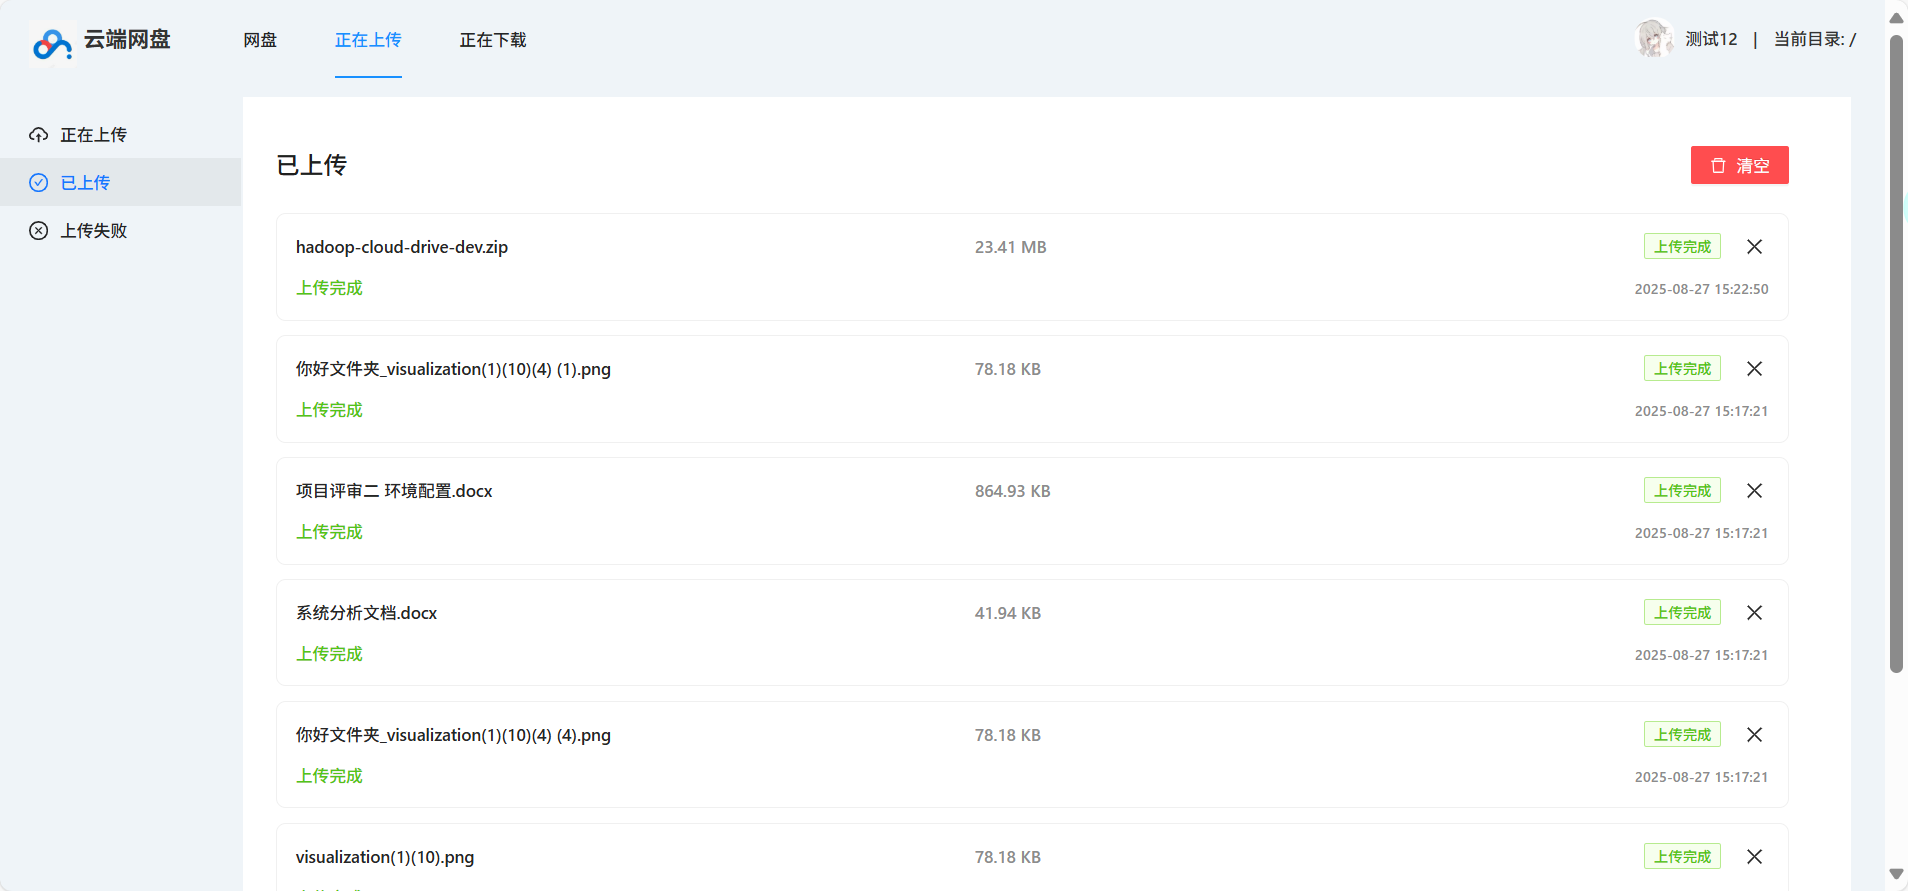 云端网盘
网盘
正在上传
正在下载
测试12 | 当前目录: /
正在上传
已上传
上传失败
已上传
清空
hadoop-cloud-drive-dev.zip
23.41 MB
上传完成
上传完成
2025-08-27 15:22:50
你好文件夹_visualization(1)(10)(4) (1).png
78.18 KB
上传完成
上传完成
2025-08-27 15:17:21
项目评审二 环境配置.docx
864.93 KB
上传完成
上传完成
2025-08-27 15:17:21
系统分析文档.docx
41.94 KB
上传完成
上传完成
2025-08-27 15:17:21
你好文件夹_visualization(1)(10)(4) (4).png
78.18 KB
上传完成
上传完成
2025-08-27 15:17:21
visualization(1)(10).png
78.18 KB
上传完成